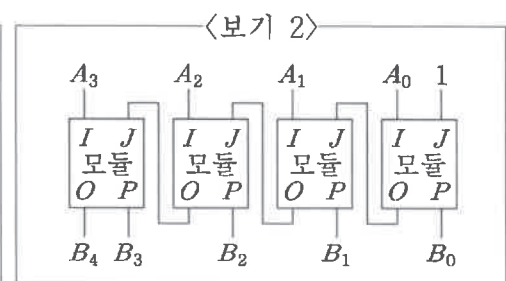 <보기 2>
A₃ A₂ A₁ A₀ 1
I J I J I J I J
모듈 모듈 모듈 모듈
O P O P O P O P
B₄ B₃ B₂ B₁ B₀